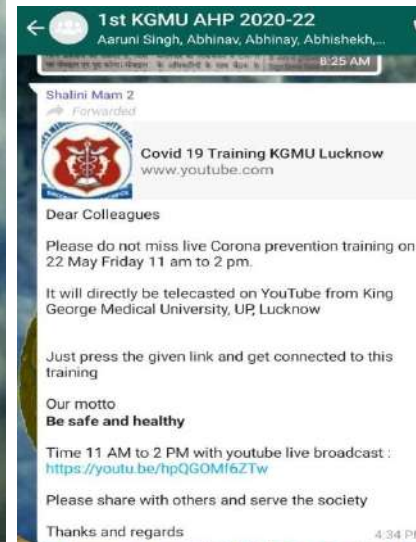 1st KGMU AHP 2020-22
Aaruni Singh, Abhinav, Abhinay, Abhishekh,...
8:25 AM
Shalini Mam 2
Forwarded
Covid 19 Training KGMU Lucknow
www.youtube.com
Dear Colleagues
Please do not miss live Corona prevention training on
22 May Friday 11 am to 2 pm.
It will directly be telecasted on YouTube from King
George Medical University, UP, Lucknow
Just press the given link and get connected to this
training
Our motto
Be safe and healthy
Time 11 AM to 2 PM with youtube live broadcast :
https://youtu.be/hpQGOMf6ZTw
Please share with others and serve the society
Thanks and regards
4:34 PM